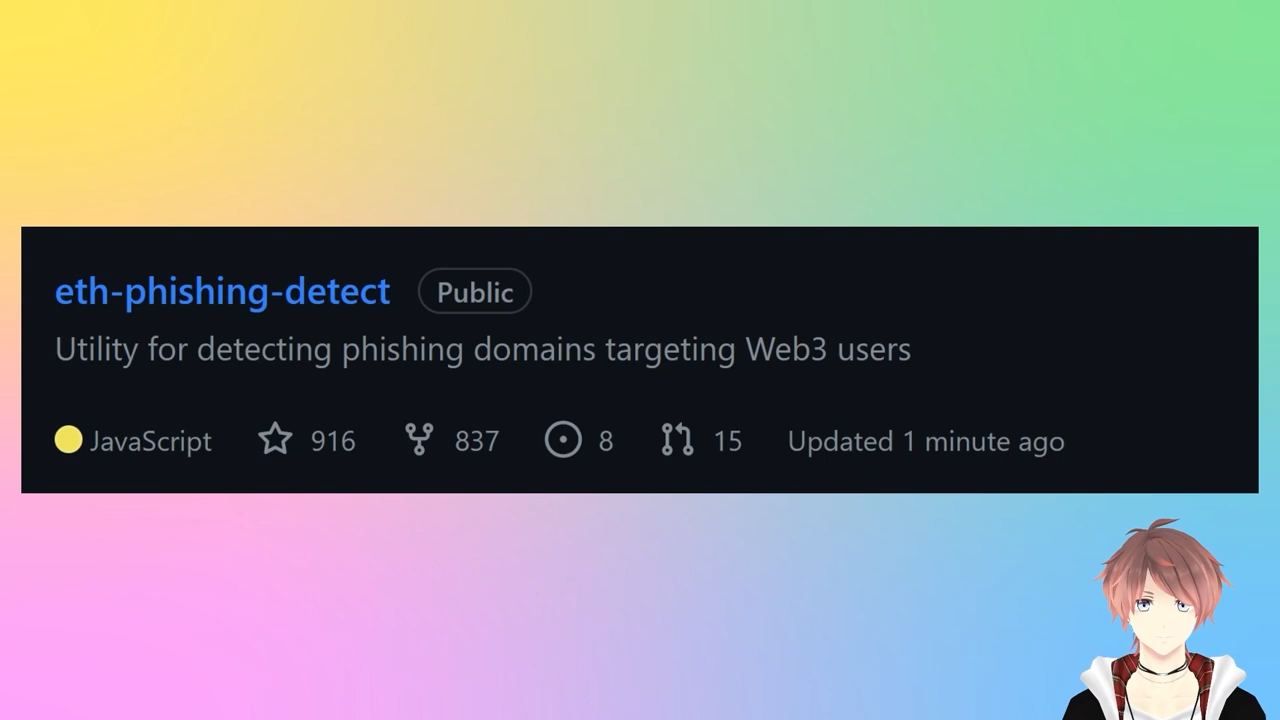 eth-phishing-detect Public
Utility for detecting phishing domains targeting Web3 users
JavaScript 916 837 8 15 Updated 1 minute ago